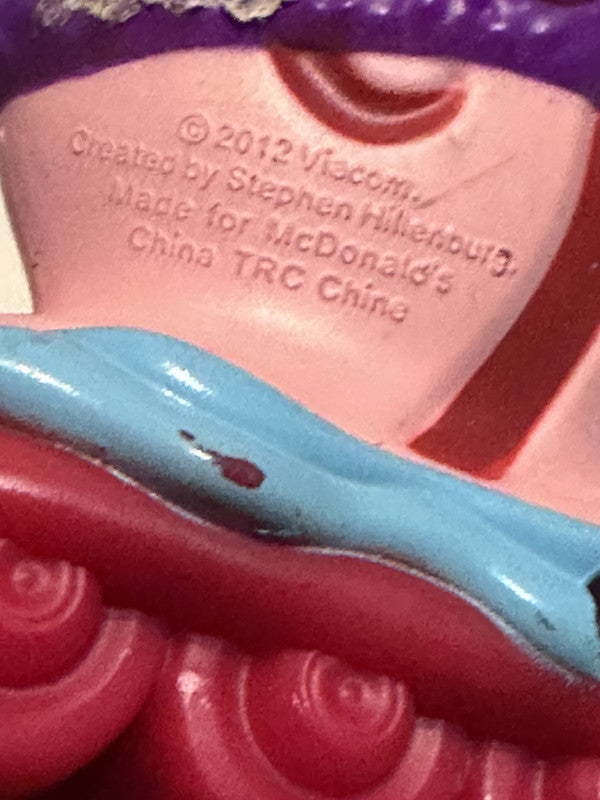 © 2012 Viacom.
Created by Stephen Hillenburg.
Made for McDonald's
China TRC Chine